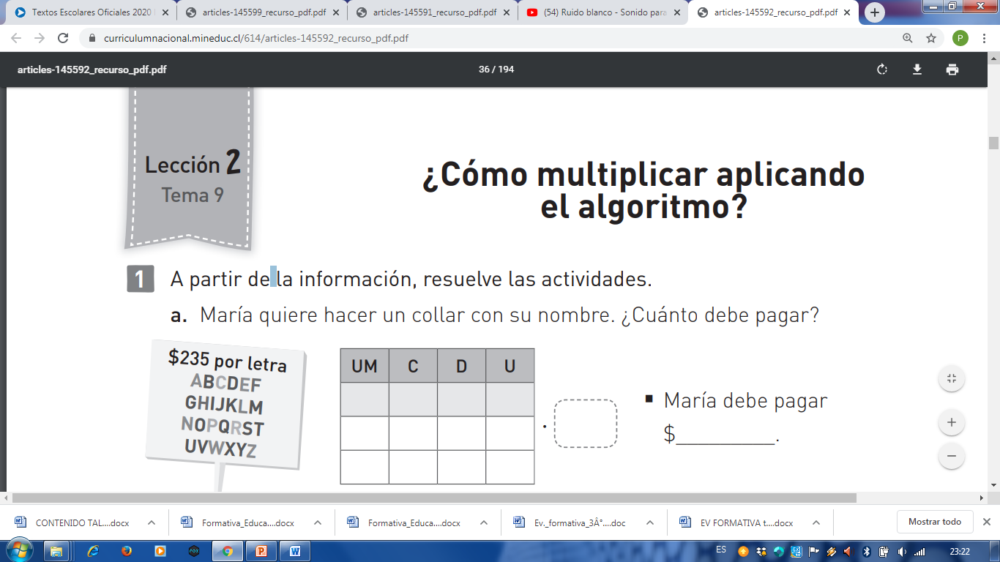 Textos Escolares Oficiales 2020
articles-145599_recurso_pdf.pdf
articles-145591_recurso_pdf.pdf
(54) Ruido blanco - Sonido para
articles-145592_recurso_pdf.pdf
curriculumnacional.mineduc.cl/614/articles-145592_recurso_pdf.pdf
P
articles-145592_recurso_pdf.pdf
36 / 194
Lección 2
Tema 9
¿Cómo multiplicar aplicando
el algoritmo?
1 A partir de la información, resuelve las actividades.
a. María quiere hacer un collar con su nombre. ¿Cuánto debe pagar?
$235 por letra
ABCDEF
GHIJKLM
NOPQRST
UVWXYZ
UM C D U
.
▪ María debe pagar
$__________.
CONTENIDO TAL....docx
Formativa_Educa....docx
Formativa_Educa....docx
Ev._formativa_3Â°....doc
EV FORMATIVA t....docx
Mostrar todo
ES
23:22